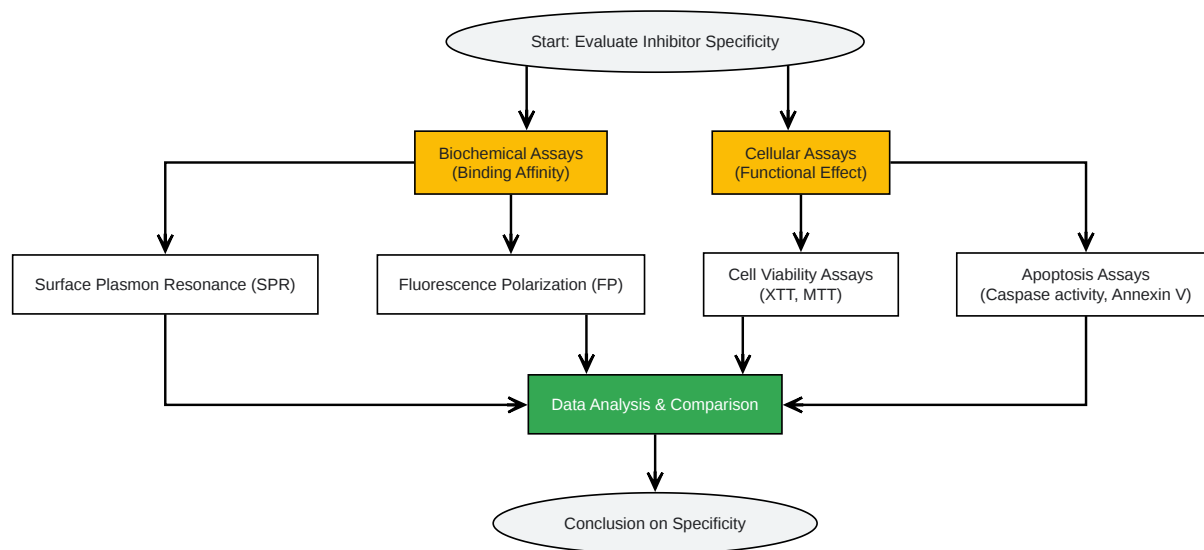 Start: Evaluate Inhibitor Specificity
Biochemical Assays
(Binding Affinity)
Cellular Assays
(Functional Effect)
Surface Plasmon Resonance (SPR)
Fluorescence Polarization (FP)
Cell Viability Assays
(XTT, MTT)
Apoptosis Assays
(Caspase activity, Annexin V)
Data Analysis & Comparison
Conclusion on Specificity